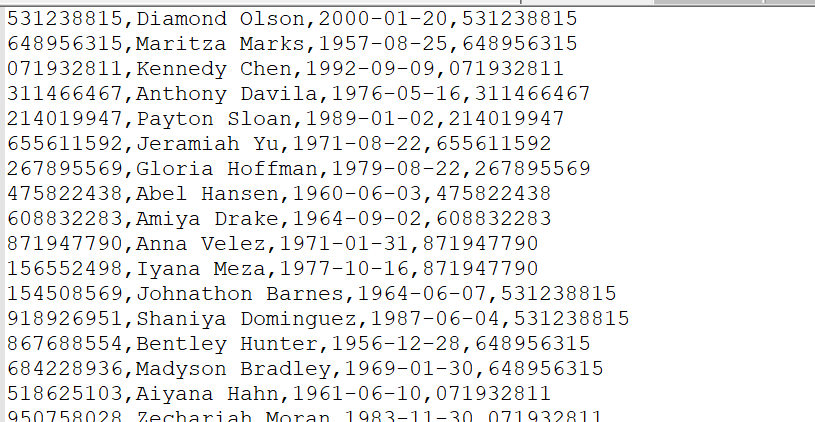 531238815,Diamond Olson,2000-01-20,531238815
648956315,Maritza Marks,1957-08-25,648956315
071932811,Kennedy Chen,1992-09-09,071932811
311466467,Anthony Davila,1976-05-16,311466467
214019947,Payton Sloan,1989-01-02,214019947
655611592,Jeramiah Yu,1971-08-22,655611592
267895569,Gloria Hoffman,1979-08-22,267895569
475822438,Abel Hansen,1960-06-03,475822438
608832283,Amiya Drake,1964-09-02,608832283
871947790,Anna Velez,1971-01-31,871947790
156552498,Iyana Meza,1977-10-16,871947790
154508569,Johnathon Barnes,1964-06-07,531238815
918926951,Shaniya Dominguez,1987-06-04,531238815
867688554,Bentley Hunter,1956-12-28,648956315
684228936,Madyson Bradley,1969-01-30,648956315
518625103,Aiyana Hahn,1961-06-10,071932811
950758028,Zechariah Moran,1983-11-30,071932811